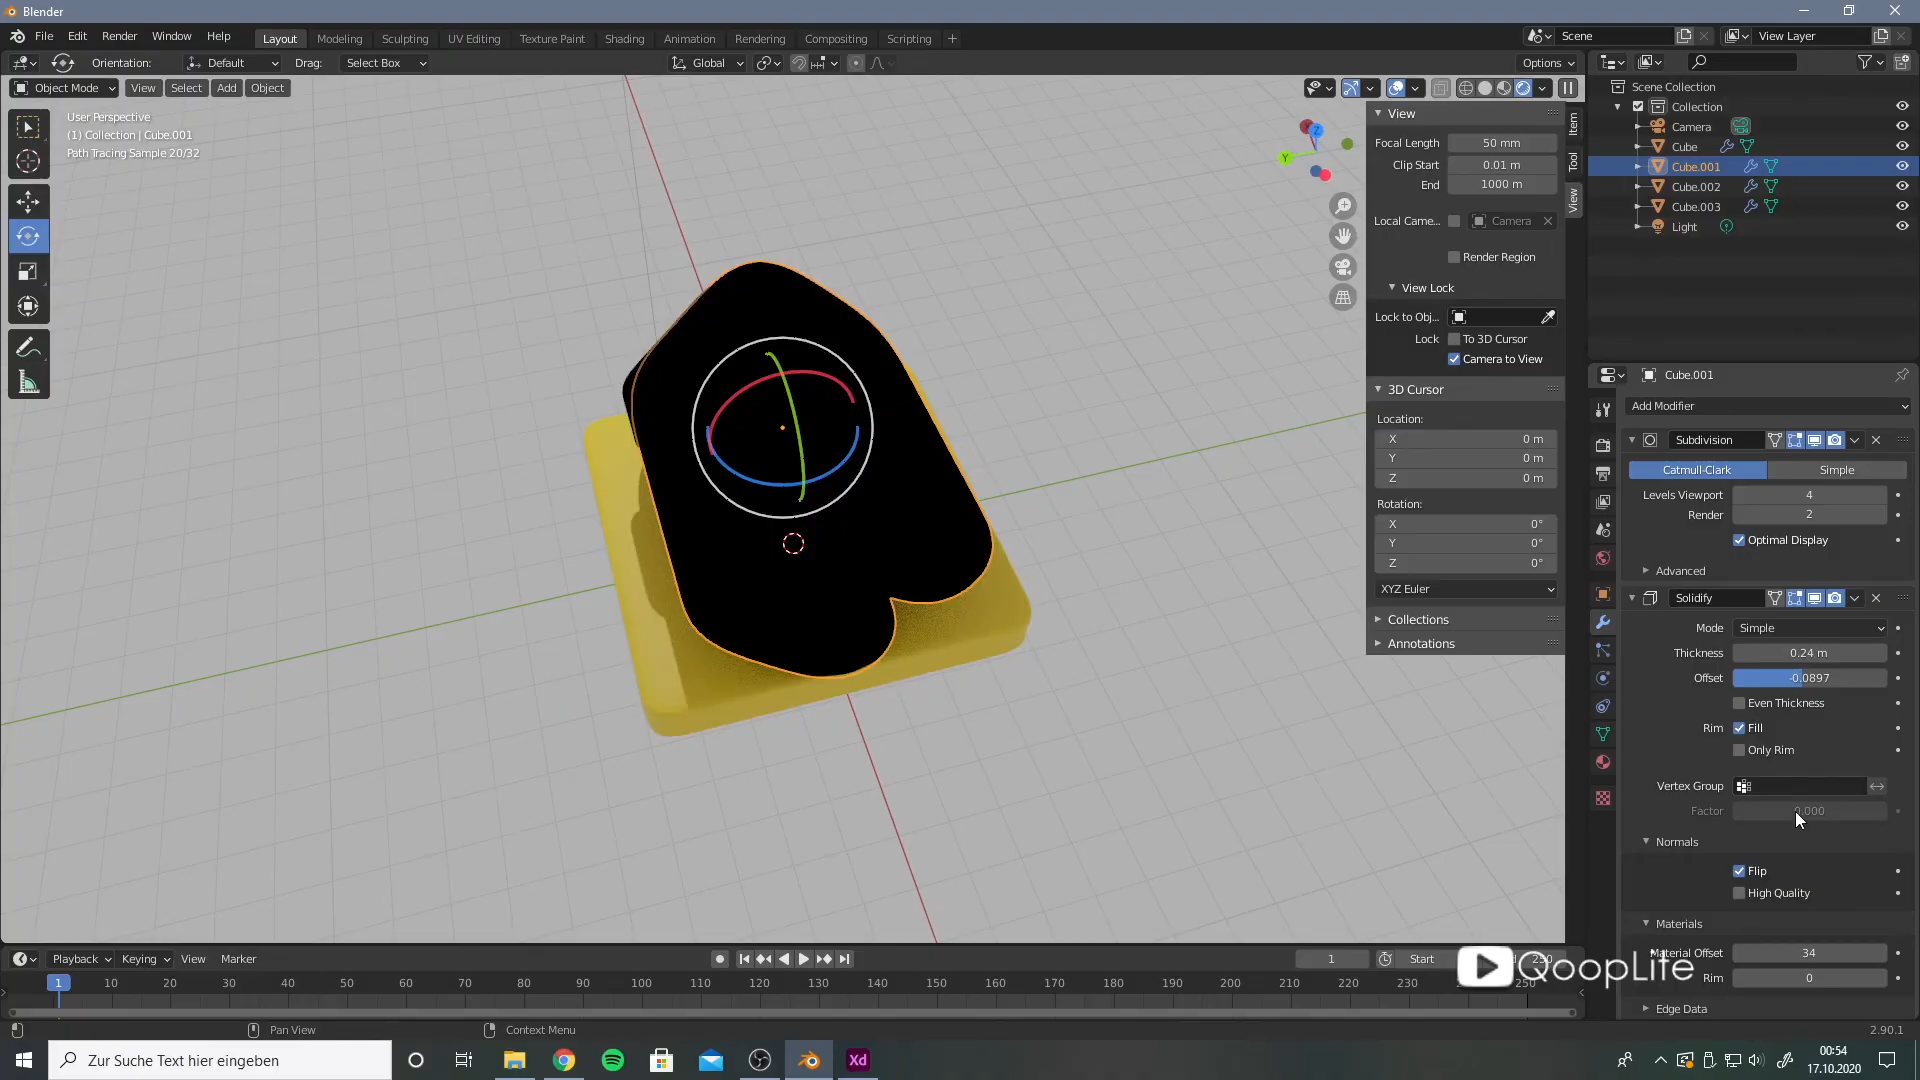 Blender
File Edit Render Window Help
Layout Modeling Sculpting UV Editing Texture Paint Shading Animation Rendering Compositing Scripting +
Scene
View Layer
Orientation: Default Drag: Select Box Global Options
Object Mode View Select Add Object
User Perspective
(1) Collection | Cube.001
Path Tracing Sample 20/32
Z
Y
View
Focal Length 50 mm
Clip Start 0.01 m
End 1000 m
Local Came... Camera
Render Region
View Lock
Lock to Obj...
Lock To 3D Cursor
Camera to View
3D Cursor
Location:
X 0 m
Y 0 m
Z 0 m
Rotation:
X 0°
Y 0°
Z 0°
XYZ Euler
Collections
Annotations
Item
Tool
View
Scene Collection
Collection
Camera
Cube
Cube.001
Cube.002
Cube.003
Light
Cube.001
Add Modifier
Subdivision
Catmull-Clark Simple
Levels Viewport 4
Render 2
Optimal Display
Advanced
Solidify
Mode Simple
Thickness 0.24 m
Offset -0.0897
Even Thickness
Rim Fill
Only Rim
Vertex Group
Factor 0.000
Normals
Flip
High Quality
Materials
Material Offset 34
Rim 0
Edge Data
QoopLife
Playback Keying View Marker
1 Start 250
1 10 20 30 40 50 60 70 80 90 100 110 120 130 140 150 160 170 180 190 200 210 220 230 240 250
Pan View Context Menu 2.90.1
Zur Suche Text hier eingeben
Xd
00:54
17.10.2020